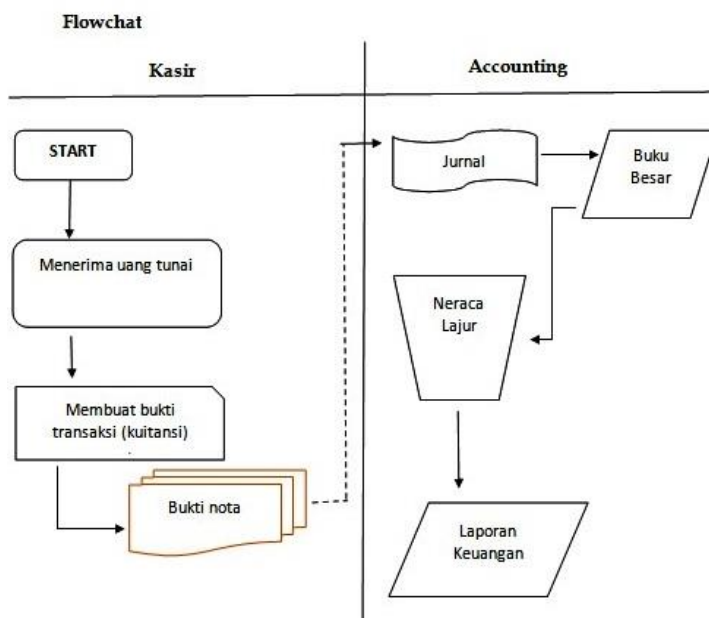 Flowchat
Kasir
Accounting
START
Menerima uang tunai
Membuat bukti
transaksi (kuitansi)
Bukti nota
Jurnal
Buku
Besar
Neraca
Lajur
Laporan
Keuangan